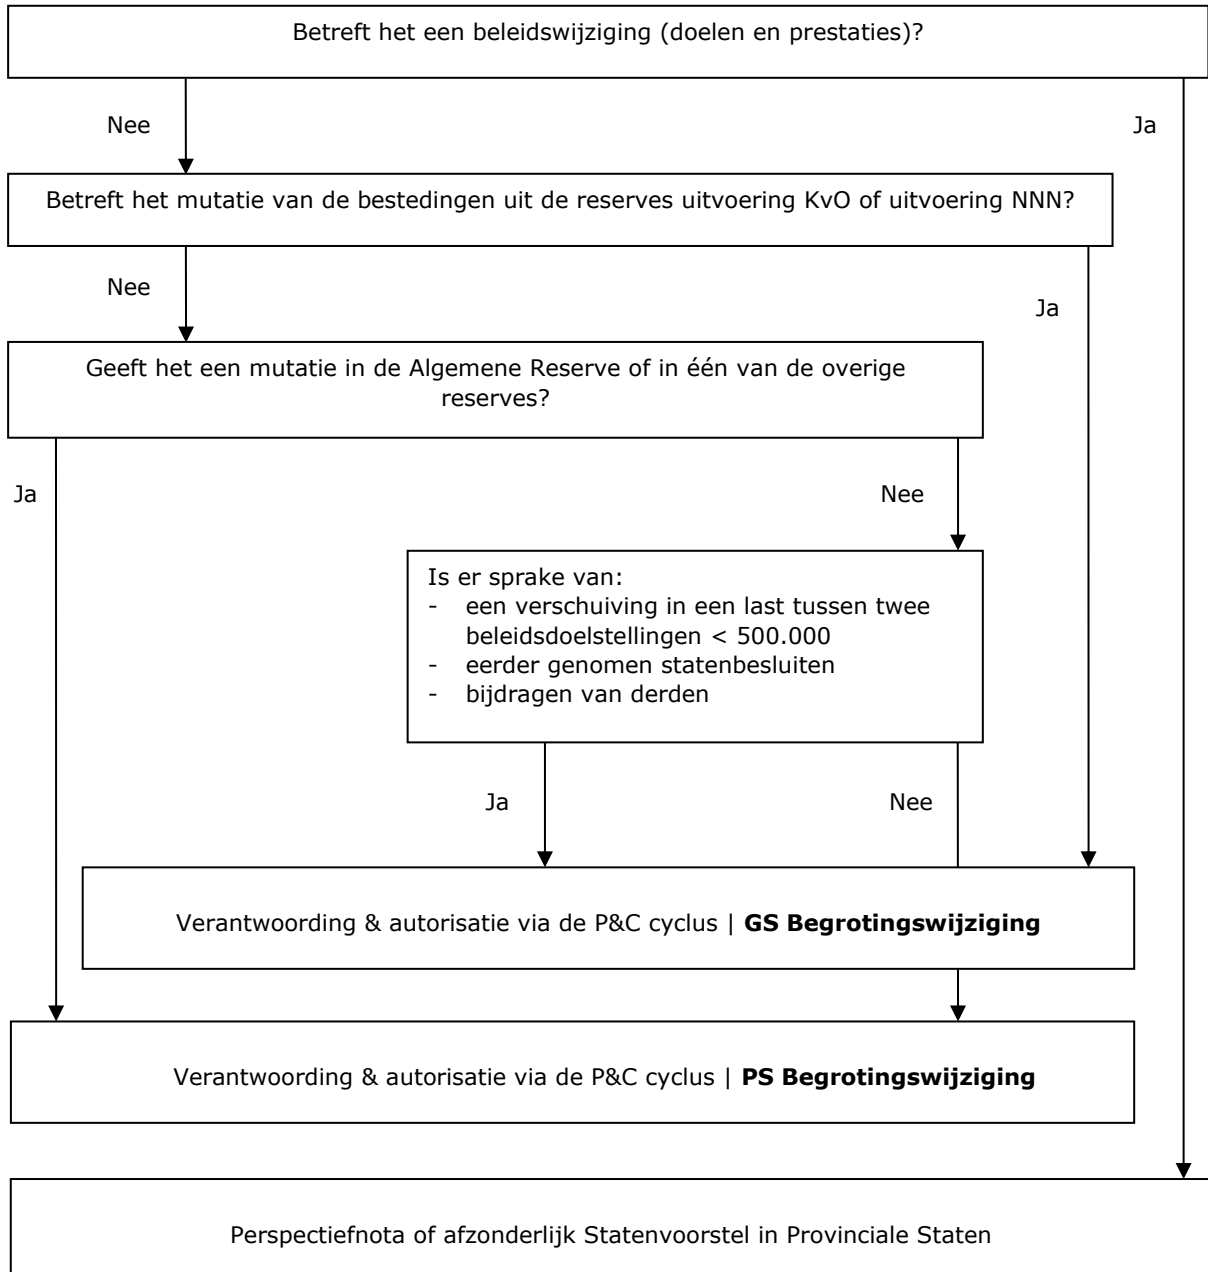 Betreft het een beleidswijziging (doelen en prestaties)?
Nee
Ja
Betreft het mutatie van de bestedingen uit de reserves uitvoering KvO of uitvoering NNN?
Nee
Ja
Geeft het een mutatie in de Algemene Reserve of in één van de overige
reserves?
Ja
Nee
Is er sprake van:
- een verschuiving in een last tussen twee
beleidsdoelstellingen < 500.000
- eerder genomen statenbesluiten
- bijdragen van derden
Ja
Nee
Verantwoording & autorisatie via de P&C cyclus | GS Begrotingswijziging
Verantwoording & autorisatie via de P&C cyclus | PS Begrotingswijziging
Perspectiefnota of afzonderlijk Statenvoorstel in Provinciale Staten